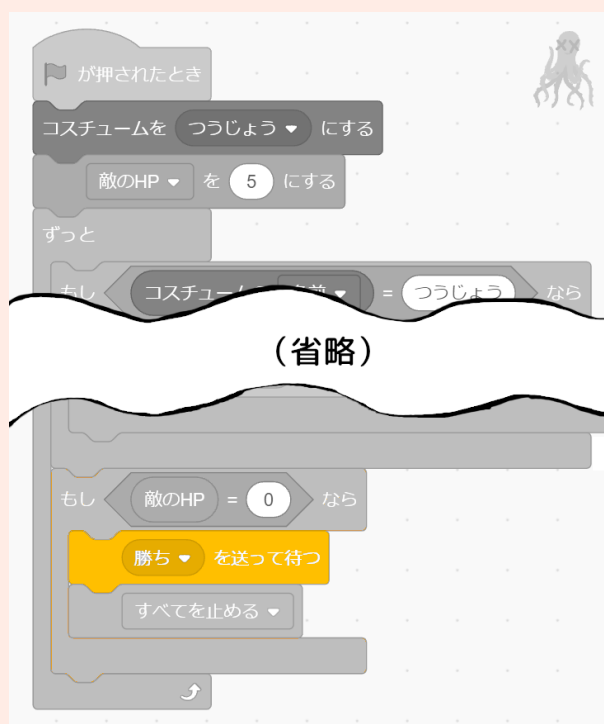 が押されたとき
コスチュームを つうじょう にする
敵のHP を 5 にする
ずっと
もし コスチュームの 名前 = つうじょう なら
（省略）
もし 敵のHP = 0 なら
勝ち を送って待つ
すべてを止める